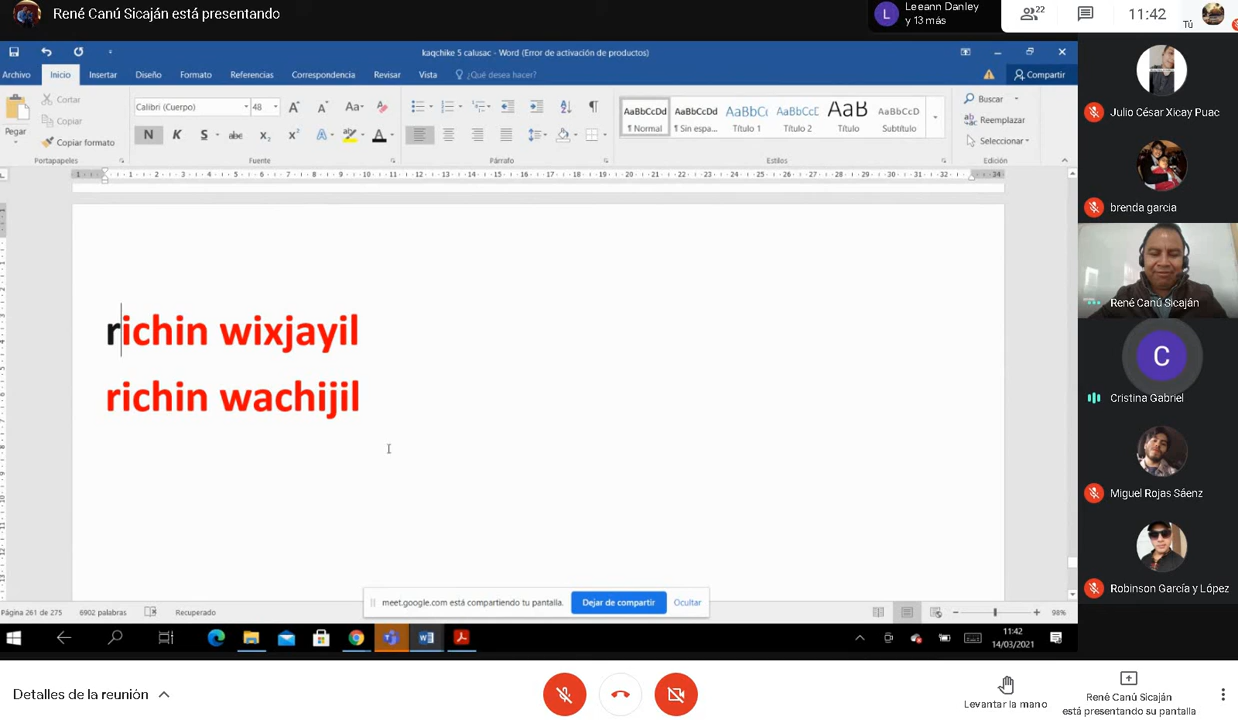 René Canú Sicaján está presentando
Leeann Danley
y 13 más
22
11:42
Tú
kaqchike 5 calusac - Word (Error de activación de productos)
Archivo Inicio Insertar Diseño Formato Referencias Correspondencia Revisar Vista ¿Qué desea hacer? Compartir
Pegar
Cortar
Copiar
Copiar formato
Portapapeles
Calibri (Cuerpo) 48
N K S abc x₂ x²
Fuente
Párrafo
AaBbCcDd AaBbCcDd AaBbC AaBbCcC AaB AaBbCcD
¶ Normal ¶ Sin espa... Título 1 Título 2 Título Subtítulo
Estilos
Buscar
Reemplazar
Seleccionar
Edición
richin wixjayil
richin wachijil
meet.google.com está compartiendo tu pantalla. Dejar de compartir Ocultar
Página 261 de 275 6902 palabras Recuperado 98%
11:42
14/03/2021
Julio César Xicay Puac
brenda garcia
René Canú Sicaján
C
Cristina Gabriel
Miguel Rojas Sáenz
Robinson García y López
Detalles de la reunión
Levantar la mano
René Canú Sicaján
está presentando su pantalla